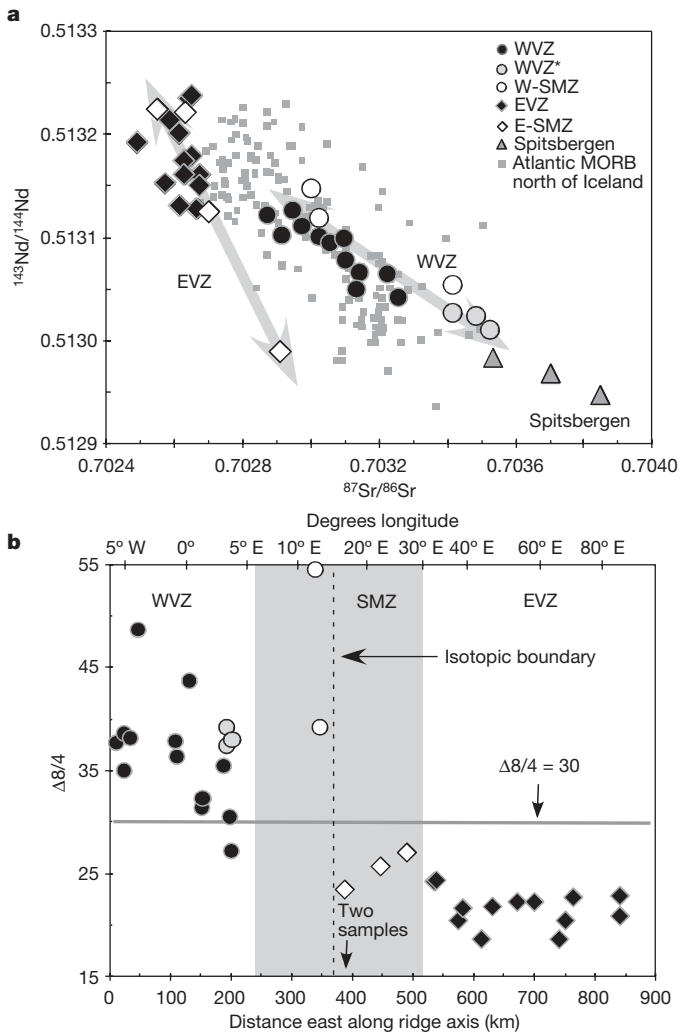 a
0.5133
WVZ
WVZ*
W-SMZ
EVZ
E-SMZ
Spitsbergen
Atlantic MORB
north of Iceland
0.5132
0.5131
0.5130
0.5129
143Nd/144Nd
EVZ
WVZ
Spitsbergen
0.7024 0.7028 0.7032 0.7036 0.7040
87Sr/86Sr
b
Degrees longitude
5° W 0° 5° E 10° E 20° E 30° E 40° E 60° E 80° E
55
45
35
25
15
Δ8/4
WVZ
SMZ
EVZ
Isotopic boundary
Δ8/4 = 30
Two
samples
0 100 200 300 400 500 600 700 800 900
Distance east along ridge axis (km)